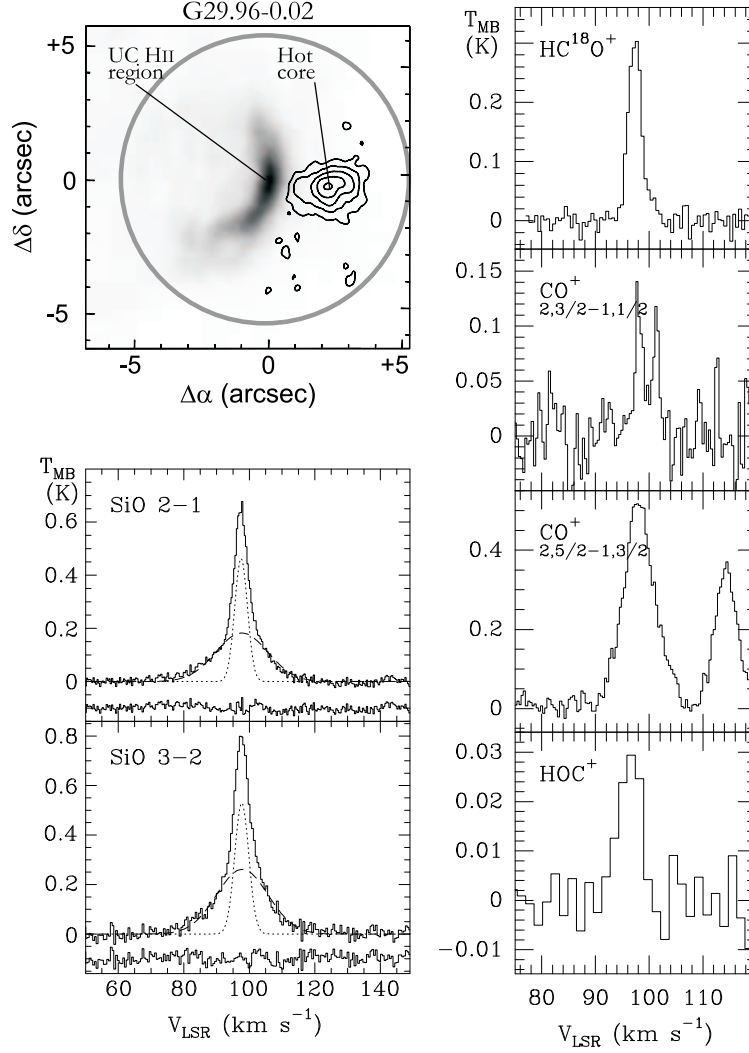 G29.96-0.02
+5
0
-5
Δδ (arcsec)
UC HII
region
Hot
core
-5
0
+5
Δα (arcsec)
T_MB
(K)
SiO 2-1
0.6
0.4
0.2
0
SiO 3-2
0.8
0.6
0.4
0.2
0
60
80
100
120
140
V_LSR (km s⁻¹)
T_MB
(K)
HC¹⁸O⁺
0.2
0.1
0
CO⁺
2,3/2-1,1/2
0.15
0.1
0.05
0
CO⁺
2,5/2-1,3/2
0.4
0.2
0
HOC⁺
0.03
0.02
0.01
0
-0.01
80
90
100
110
V_LSR (km s⁻¹)